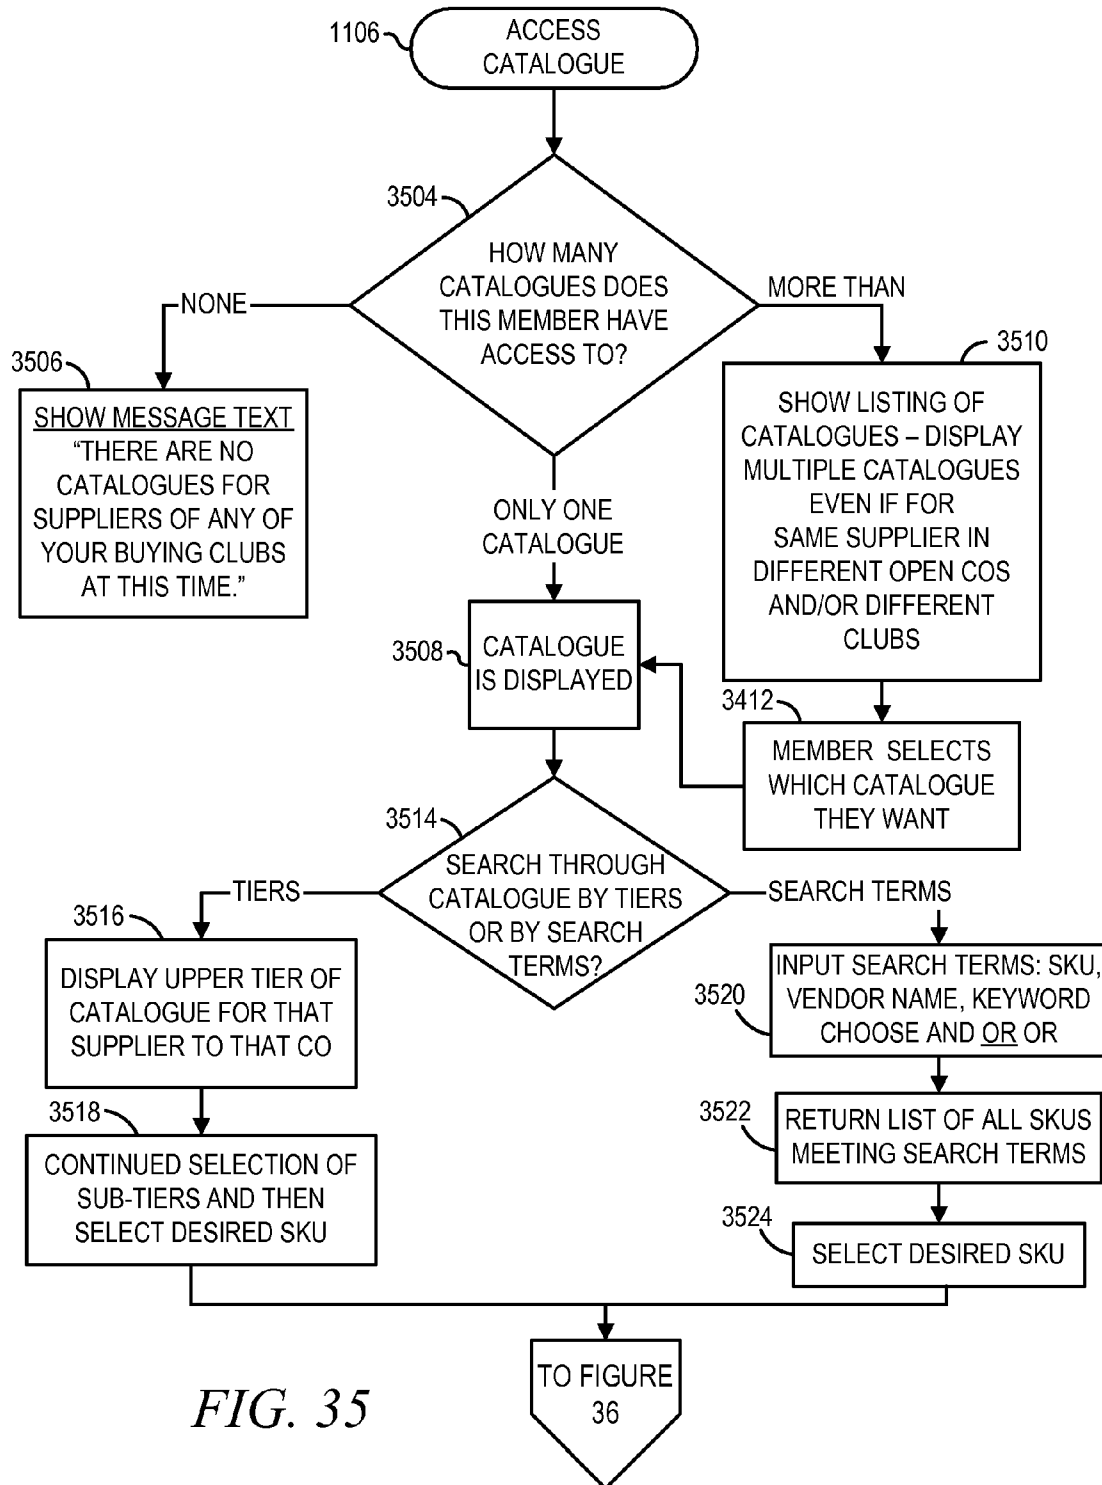 1106
ACCESS
CATALOGUE
3504
HOW MANY
CATALOGUES DOES
THIS MEMBER HAVE
ACCESS TO?
NONE
MORE THAN
3506
SHOW MESSAGE TEXT
“THERE ARE NO
CATALOGUES FOR
SUPPLIERS OF ANY OF
YOUR BUYING CLUBS
AT THIS TIME.”
ONLY ONE
CATALOGUE
3510
SHOW LISTING OF
CATALOGUES – DISPLAY
MULTIPLE CATALOGUES
EVEN IF FOR
SAME SUPPLIER IN
DIFFERENT OPEN COS
AND/OR DIFFERENT
CLUBS
3508
CATALOGUE
IS DISPLAYED
3412
MEMBER SELECTS
WHICH CATALOGUE
THEY WANT
3514
SEARCH THROUGH
CATALOGUE BY TIERS
OR BY SEARCH
TERMS?
TIERS
SEARCH TERMS
3516
DISPLAY UPPER TIER OF
CATALOGUE FOR THAT
SUPPLIER TO THAT CO
3520
INPUT SEARCH TERMS: SKU,
VENDOR NAME, KEYWORD
CHOOSE AND OR OR
3518
CONTINUED SELECTION OF
SUB-TIERS AND THEN
SELECT DESIRED SKU
3522
RETURN LIST OF ALL SKUS
MEETING SEARCH TERMS
3524
SELECT DESIRED SKU
TO FIGURE
36
FIG. 35